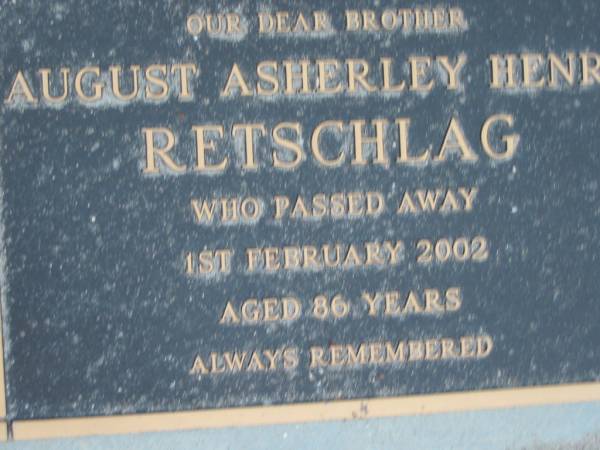 OUR DEAR BROTHER
AUGUST ASHERLEY HENR
RETSCHLAG
WHO PASSED AWAY
1ST FEBRUARY 2002
AGED 86 YEARS
ALWAYS REMEMBERED